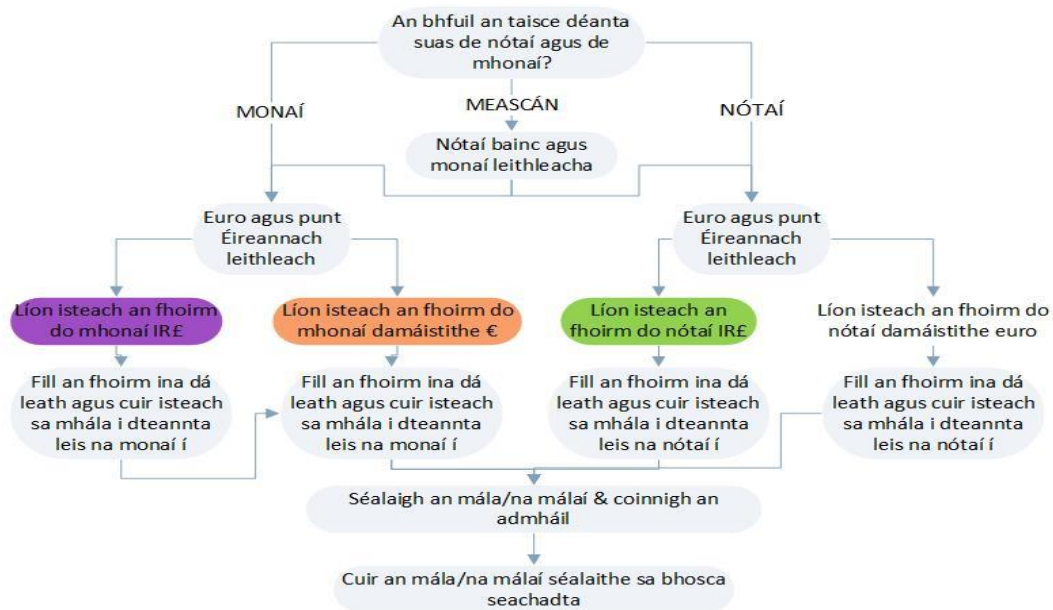 An bhfuil an taisce déanta
suas de nótaí agus de
mhonaí?
MONAÍ
MEASCÁN
NÓTAÍ
Nótaí bainc agus
monaí leithleacha
Euro agus punt
Éireannach
leithleach
Euro agus punt
Éireannach
leithleach
Líon isteach an fhoirm
do mhonaí IR£
Líon isteach an fhoirm do
mhonaí damáistithe €
Líon isteach an
fhoirm do nótaí IR£
Líon isteach an fhoirm do
nótaí damáistithe euro
Fill an fhoirm ina dá
leath agus cuir isteach
sa mhála i dteannta
leis na monaí í
Fill an fhoirm ina dá
leath agus cuir isteach
sa mhála i dteannta
leis na monaí í
Fill an fhoirm ina dá
leath agus cuir isteach
sa mhála i dteannta
leis na nótaí í
Fill an fhoirm ina dá
leath agus cuir isteach
sa mhála i dteannta
leis na nótaí í
Séalaigh an mála/na málaí & coinnigh an
admháil
Cuir an mála/na málaí séalaithe sa bhosca
seachadta